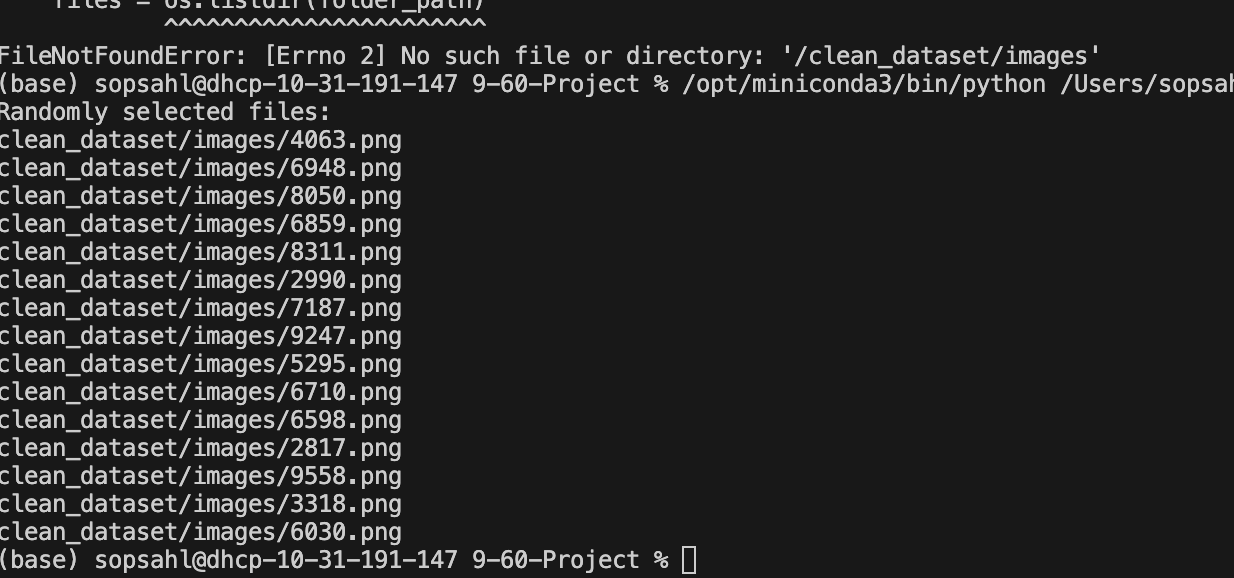 files = os.listdir(folder_path)
^^^^^^^^^^^^^^^^^^^^^^^
FileNotFoundError: [Errno 2] No such file or directory: '/clean_dataset/images'
(base) sopsahl@dhcp-10-31-191-147 9-60-Project % /opt/miniconda3/bin/python /Users/sopsah
Randomly selected files:
clean_dataset/images/4063.png
clean_dataset/images/6948.png
clean_dataset/images/8050.png
clean_dataset/images/6859.png
clean_dataset/images/8311.png
clean_dataset/images/2990.png
clean_dataset/images/7187.png
clean_dataset/images/9247.png
clean_dataset/images/5295.png
clean_dataset/images/6710.png
clean_dataset/images/6598.png
clean_dataset/images/2817.png
clean_dataset/images/9558.png
clean_dataset/images/3318.png
clean_dataset/images/6030.png
(base) sopsahl@dhcp-10-31-191-147 9-60-Project %